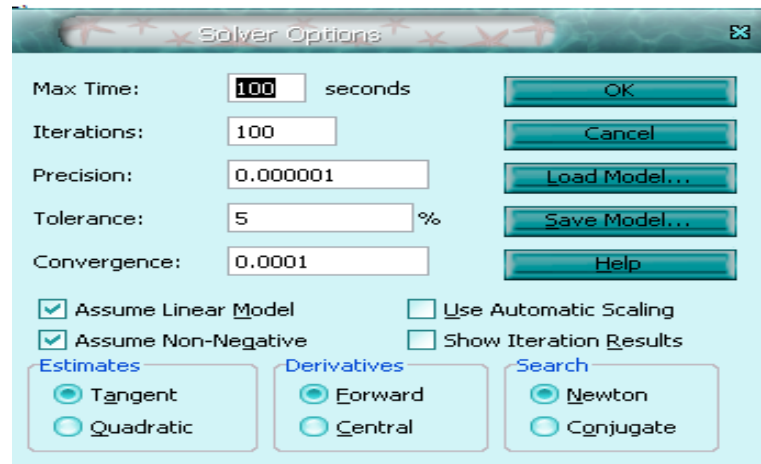 Solver Options
Max Time: 100 seconds OK
Iterations: 100 Cancel
Precision: 0.000001 Load Model...
Tolerance: 5 % Save Model...
Convergence: 0.0001 Help
Assume Linear Model Use Automatic Scaling
Assume Non-Negative Show Iteration Results
Estimates Derivatives Search
Tangent Forward Newton
Quadratic Central Conjugate